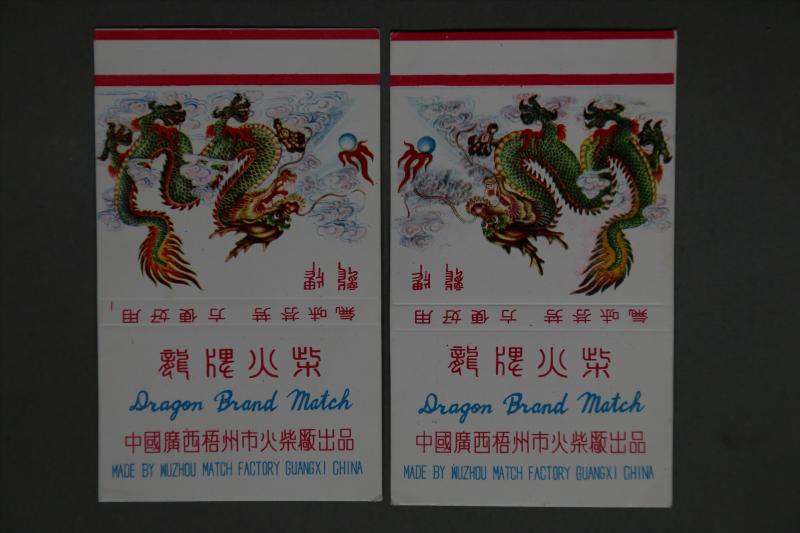 龍牌
氣味芬芳 方便好用
龍牌火柴
Dragon Brand Match
中國廣西梧州市火柴廠出品
MADE BY WUZHOU MATCH FACTORY GUANGXI CHINA
龍牌
氣味芬芳 方便好用
龍牌火柴
Dragon Brand Match
中國廣西梧州市火柴廠出品
MADE BY WUZHOU MATCH FACTORY GUANGXI CHINA